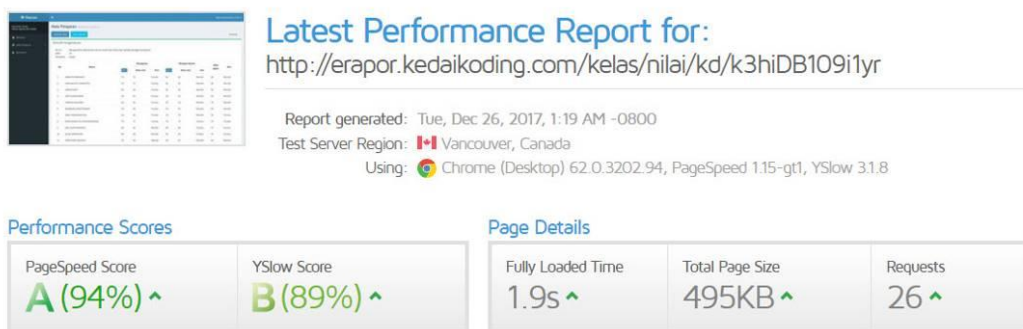 Latest Performance Report for:
http://erapor.kedaikoding.com/kelas/nilai/kd/k3hiDB1O9i1yr
Report generated: Tue, Dec 26, 2017, 1:19 AM -0800
Test Server Region: Vancouver, Canada
Using: Chrome (Desktop) 62.0.3202.94, PageSpeed 1.15-gt1, YSlow 3.1.8
Performance Scores
PageSpeed Score
A (94%)
YSlow Score
B (89%)
Page Details
Fully Loaded Time
1.9s
Total Page Size
495KB
Requests
26